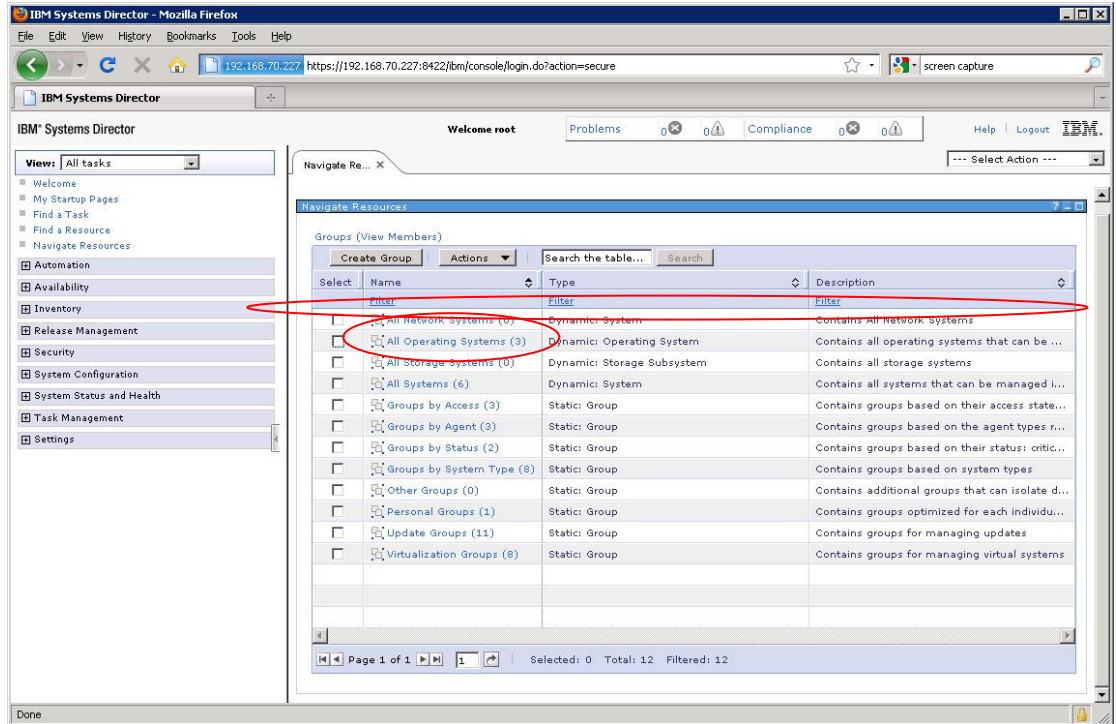 IBM Systems Director - Mozilla Firefox
File Edit View History Bookmarks Tools Help
192.168.70.227 https://192.168.70.227:8422/ibm/console/login.do?action=secure screen capture
IBM Systems Director
IBM® Systems Director Welcome root Problems 0 0 Compliance 0 0 Help Logout IBM.
View: All tasks
Navigate Re... --- Select Action ---
Welcome
My Startup Pages
Find a Task
Find a Resource
Navigate Resources
Automation
Availability
Inventory
Release Management
Security
System Configuration
System Status and Health
Task Management
Settings
Navigate Resources ?
Groups (View Members)
Create Group Actions Search the table... Search
Select Name Type Description
Filter Filter Filter
All Network Systems (0) Dynamic: System Contains All Network Systems
All Operating Systems (3) Dynamic: Operating System Contains all operating systems that can be ...
All Storage Systems (0) Dynamic: Storage Subsystem Contains all storage systems
All Systems (6) Dynamic: System Contains all systems that can be managed i...
Groups by Access (3) Static: Group Contains groups based on their access state...
Groups by Agent (3) Static: Group Contains groups based on the agent types r...
Groups by Status (2) Static: Group Contains groups based on their status: critic...
Groups by System Type (8) Static: Group Contains groups based on system types
Other Groups (0) Static: Group Contains additional groups that can isolate d...
Personal Groups (1) Static: Group Contains groups optimized for each individu...
Update Groups (11) Static: Group Contains groups for managing updates
Virtualization Groups (8) Static: Group Contains groups for managing virtual systems
Page 1 of 1 1 Selected: 0 Total: 12 Filtered: 12
Done